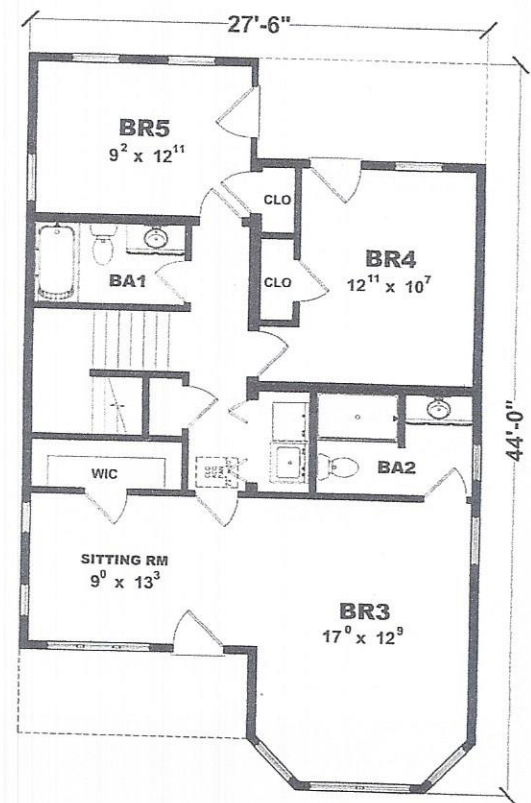 27'-6"
BR5
9² x 12¹¹
CLO
BR4
12¹¹ x 10⁷
BA1
CLO
44'-0"
BA2
WIC
SITTING RM
9⁰ x 13³
BR3
17⁰ x 12⁹